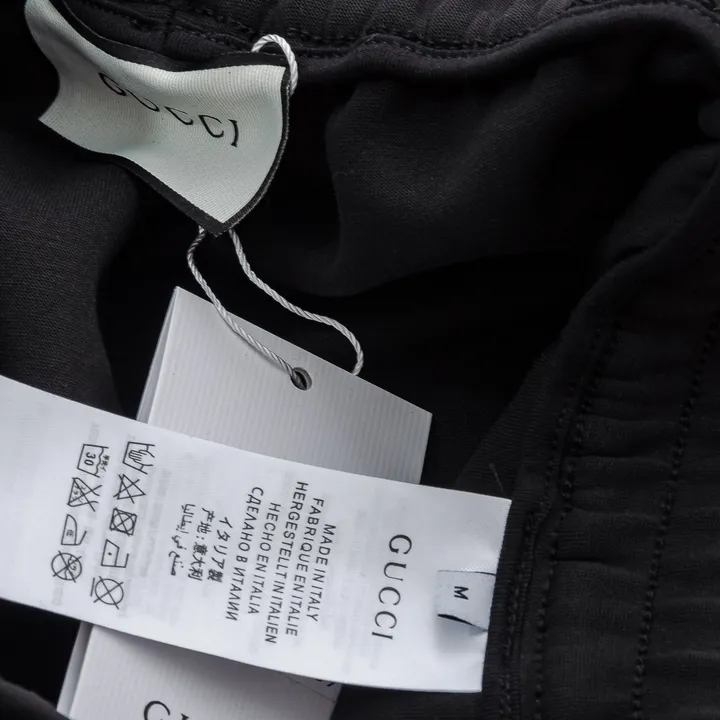 GUCCI
GUCCI
M
MADE IN ITALY
FABRIQUE EN ITALIE
HERGESTELLT IN ITALIEN
HECHO EN ITALIA
СДЕЛАНО В ИТАЛИИ
イタリア製
产地：意大利
صنع في إيطاليا
30